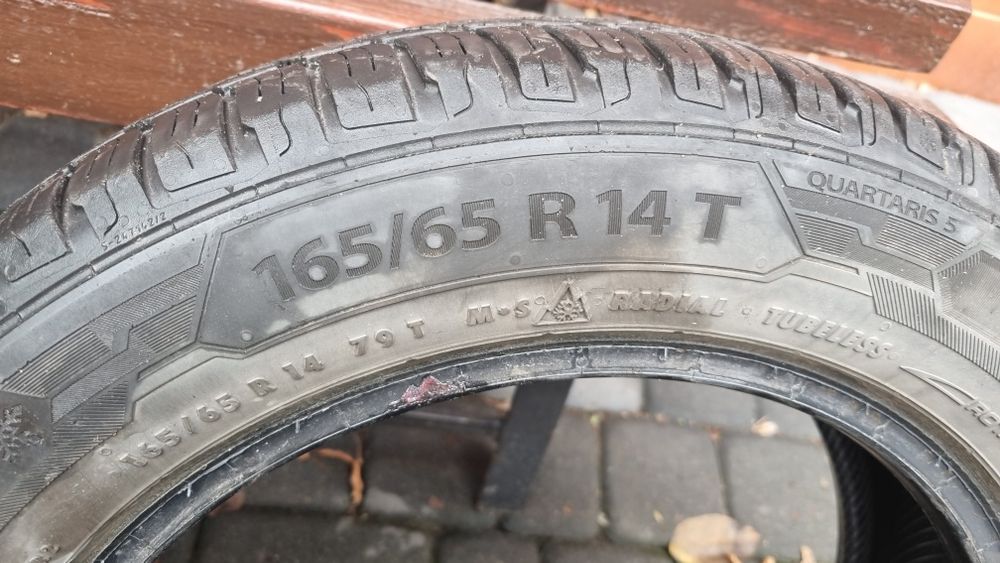 165/65 R 14 T
QUARTARIS 5
165/65 R 14 79 T M+S RADIAL TUBELESS